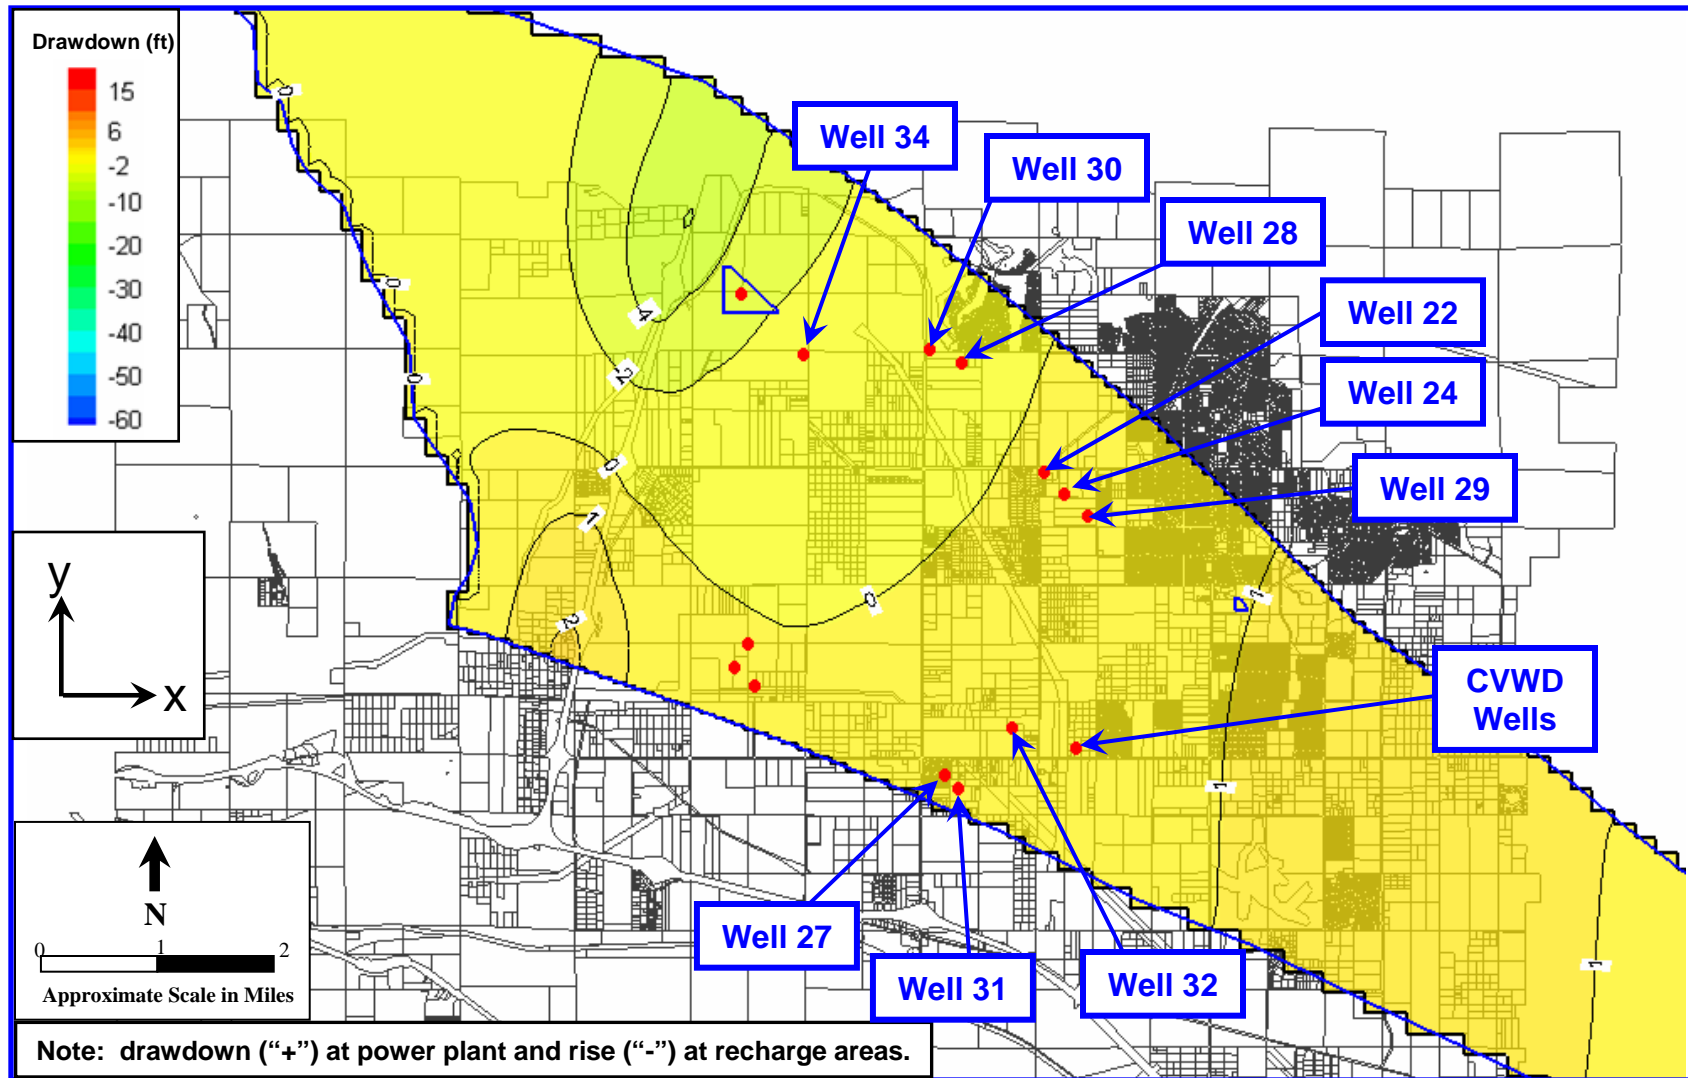 Drawdown (ft)
15
6
-2
-10
-20
-30
-40
-50
-60
0
0
0
-4
-2
0
0
1
2
1
1
1
Well 34
Well 30
Well 28
Well 22
Well 24
Well 29
CVWD
Wells
Well 27
Well 31
Well 32
y
x
N
0 1 2
Approximate Scale in Miles
Note: drawdown (“+”) at power plant and rise (“-”) at recharge areas.